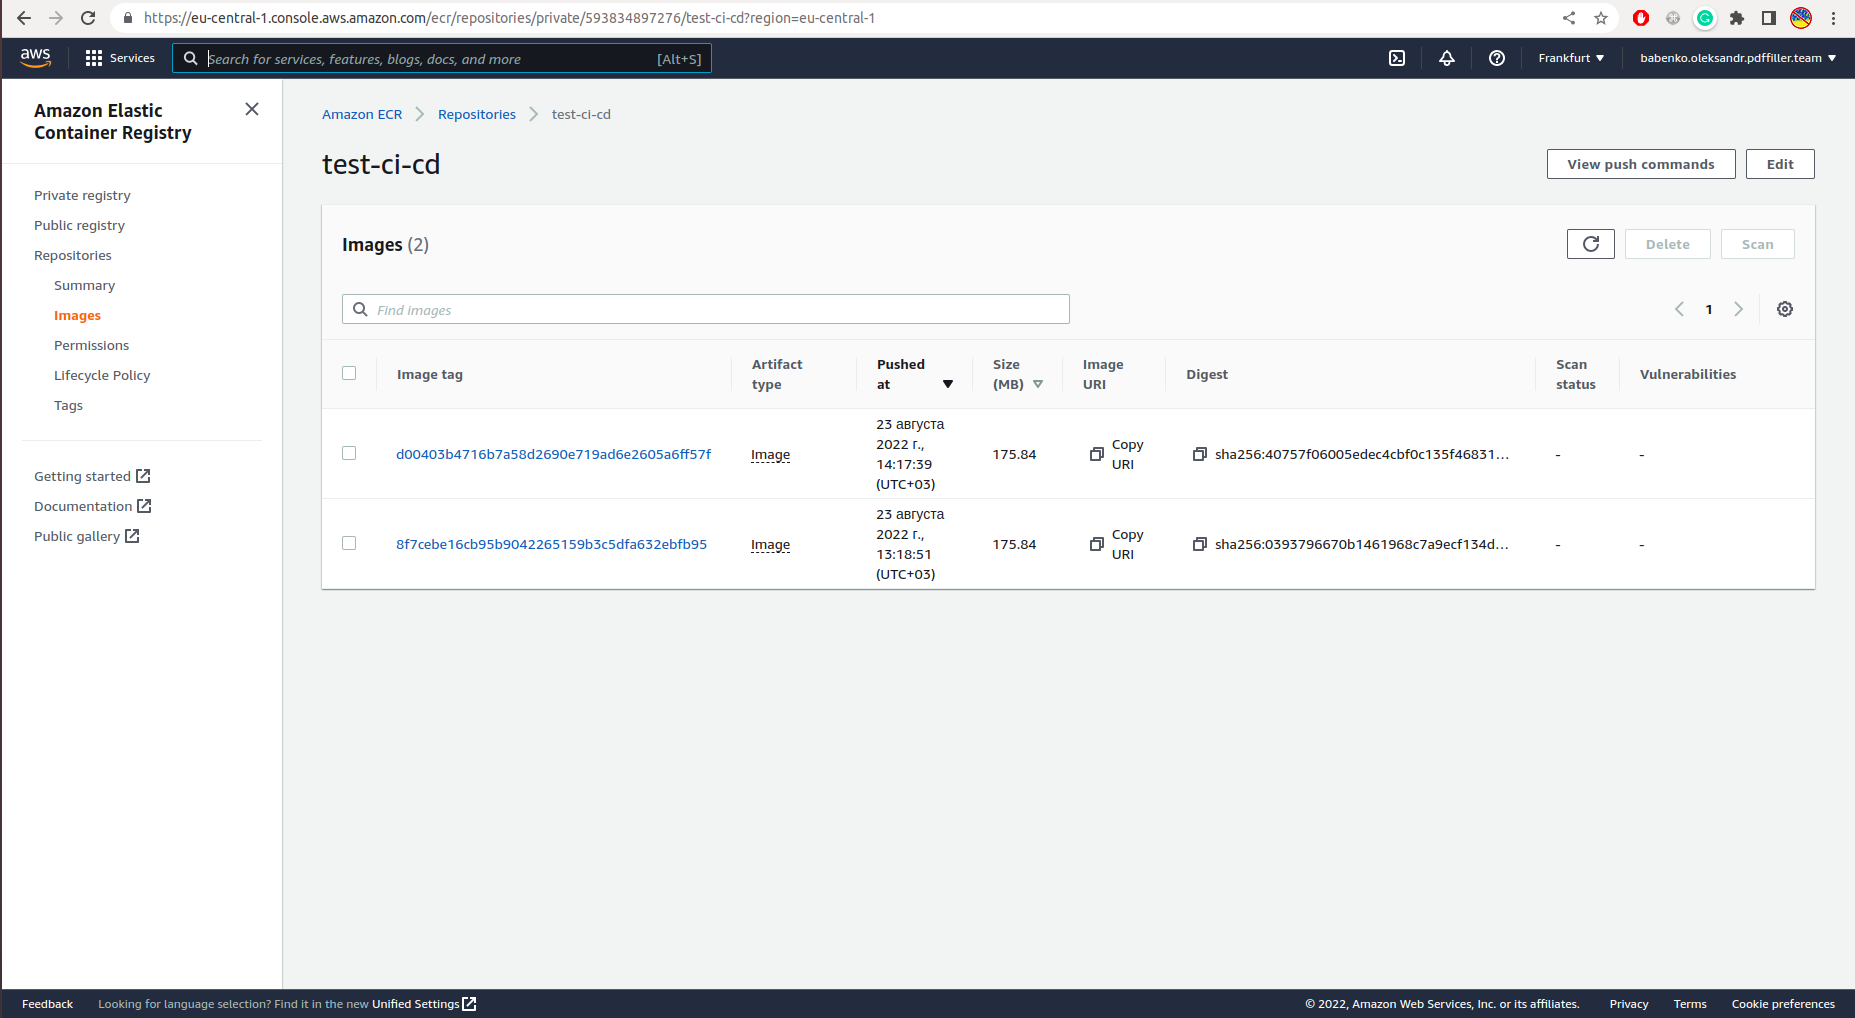 https://eu-central-1.console.aws.amazon.com/ecr/repositories/private/593834897276/test-ci-cd?region=eu-central-1
aws
Services
Search for services, features, blogs, docs, and more
[Alt+S]
Frankfurt
babenko.oleksandr.pdffiller.team
Amazon Elastic
Container Registry
Private registry
Public registry
Repositories
Summary
Images
Permissions
Lifecycle Policy
Tags
Getting started
Documentation
Public gallery
Amazon ECR
Repositories
test-ci-cd
test-ci-cd
View push commands
Edit
Images (2)
Delete
Scan
Find images
1
Image tag
Artifact
type
Pushed
at
Size
(MB)
Image
URI
Digest
Scan
status
Vulnerabilities
d00403b4716b7a58d2690e719ad6e2605a6ff57f
Image
23 августа
2022 г.,
14:17:39
(UTC+03)
175.84
Copy
URI
sha256:40757f06005edec4cbf0c135f46831...
-
-
8f7cebe16cb95b9042265159b3c5dfa632ebfb95
Image
23 августа
2022 г.,
13:18:51
(UTC+03)
175.84
Copy
URI
sha256:0393796670b1461968c7a9ecf134d...
-
-
Feedback
Looking for language selection? Find it in the new Unified Settings
© 2022, Amazon Web Services, Inc. or its affiliates.
Privacy
Terms
Cookie preferences